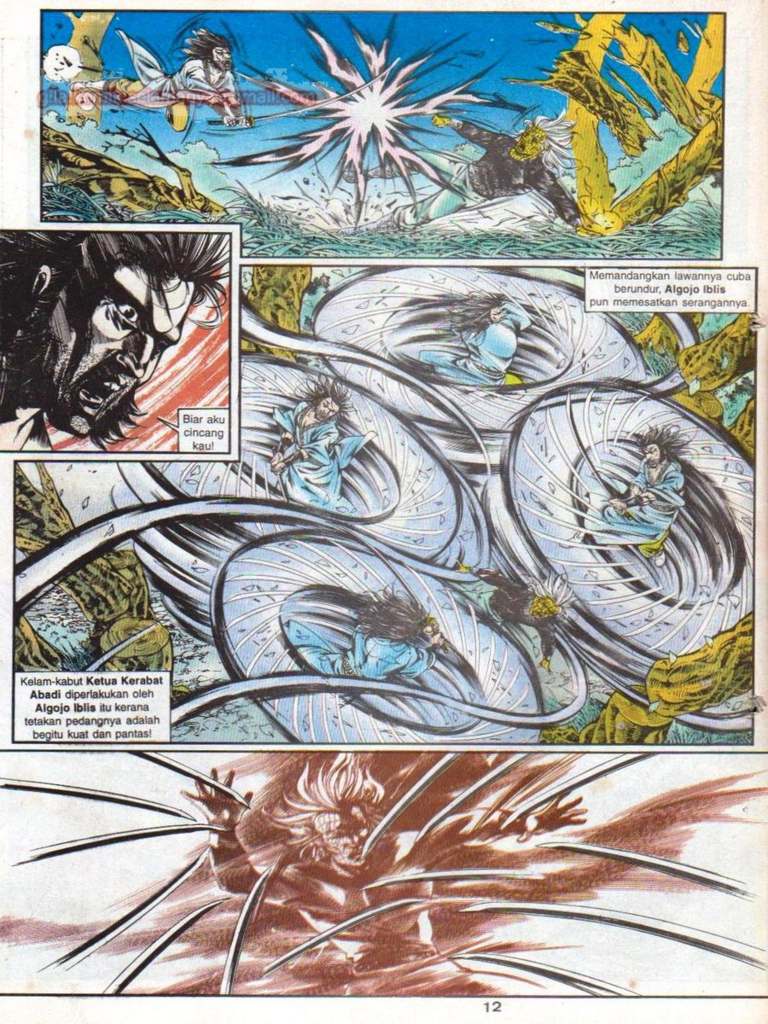 Biar aku
cincang
kau!
Memandangkan lawannya cuba
berundur, Algojo Iblis
pun memesatkan serangannya.
Kelam-kabut Ketua Kerabat
Abadi diperlakukan oleh
Algojo Iblis itu kerana
tetakan pedangnya adalah
begitu kuat dan pantas!
12